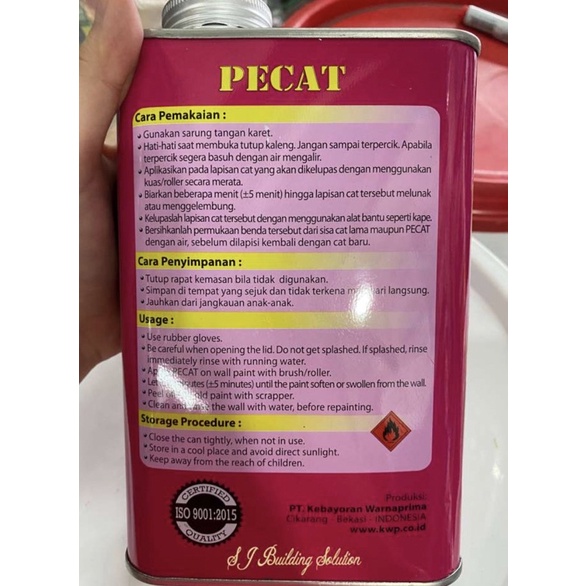 PECAT
Cara Pemakaian :
Gunakan sarung tangan karet.
Hati-hati saat membuka tutup kaleng. Jangan sampai terpercik. Apabila
terpercik segera basuh dengan air mengalir.
Aplikasikan pada lapisan cat yang akan dikelupas dengan menggunakan
kuas/roller secara merata.
Biarkan beberapa menit (±5 menit) hingga lapisan cat tersebut melunak
atau menggelembung.
Kelupaslah lapisan cat tersebut dengan menggunakan alat bantu seperti kape.
Bersihkanlah permukaan benda tersebut dari sisa cat lama maupun PECAT
dengan air, sebelum dilapisi kembali dengan cat baru.
Cara Penyimpanan :
Tutup rapat kemasan bila tidak digunakan.
Simpan di tempat yang sejuk dan tidak terkena langsung.
Jauhkan dari jangkauan anak-anak.
Usage :
Use rubber gloves.
Be careful when opening the lid. Do not get splashed. If splashed, rinse
immediately rinse with running water.
PECAT on wall paint with brush/roller.
(±5 minutes) until the paint soften or swollen from the wall.
Peel old paint with scrapper.
Clean and the wall with water, before repainting.
Storage Procedure :
Close the can tightly, when not in use.
Store in a cool place and avoid direct sunlight.
Keep away from the reach of children.
CERTIFIED
ISO 9001:2015
QUALITY
Produksi:
PT. Kebayoran Warnaprima
Cikarang - Bekasi - INDONESIA
www.kwp.co.id
S J Building Solution